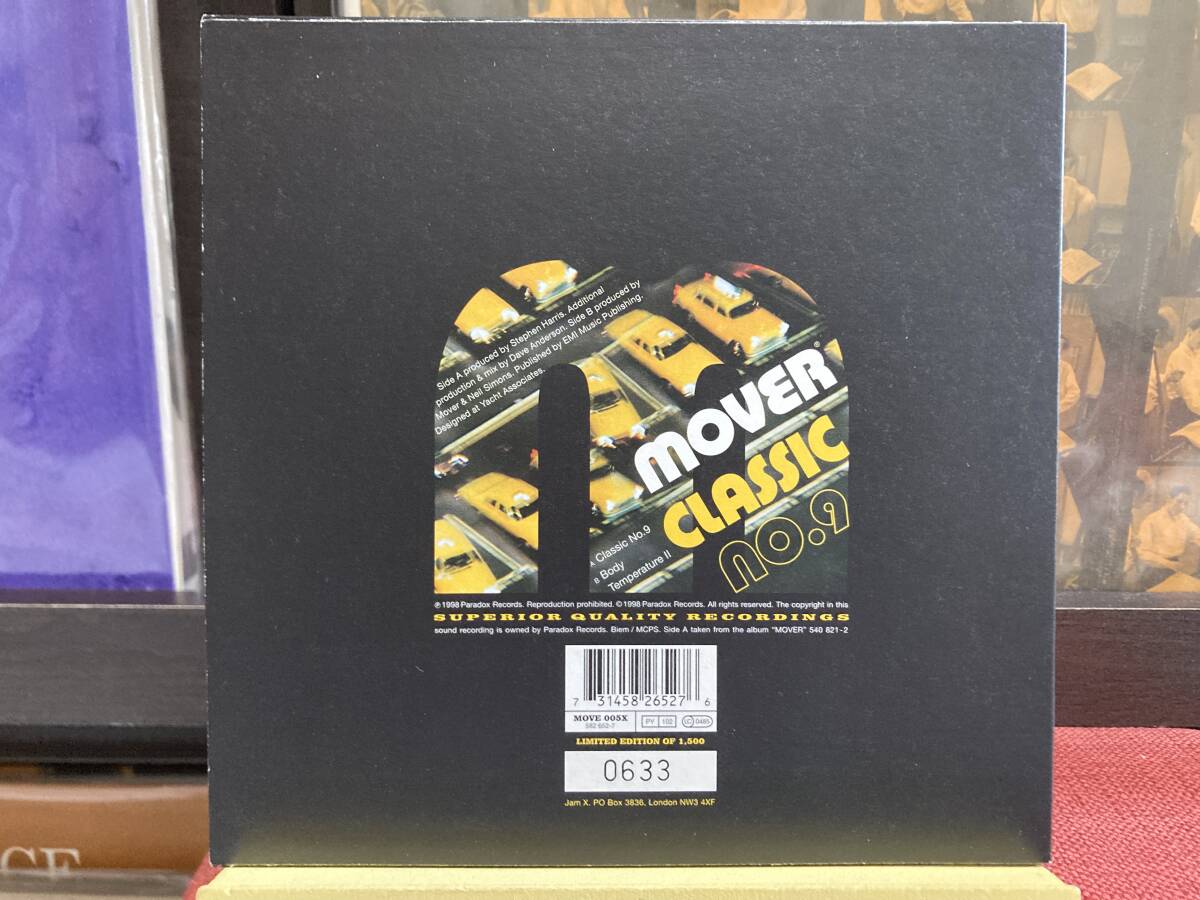 Side A produced by Stephen Harris. Additional
production & mix by Dave Anderson. Side B produced by
Mover & Neil Simons. Published by EMI Music Publishing.
Designed at Yacht Associates.
MOVER®
CLASSIC
NO.9
A Classic No.9
B Body
Temperature II
℗ 1998 Paradox Records. Reproduction prohibited. © 1998 Paradox Records. All rights reserved. The copyright in this
SUPERIOR QUALITY RECORDINGS
sound recording is owned by Paradox Records. Biem / MCPS. Side A taken from the album "MOVER" 540 821-2
7 31458 26527 6
MOVE 005X
582 652-7
PY 102
LC 0485
LIMITED EDITION OF 1,500
0633
Jam X. PO Box 3836, London NW3 4XF